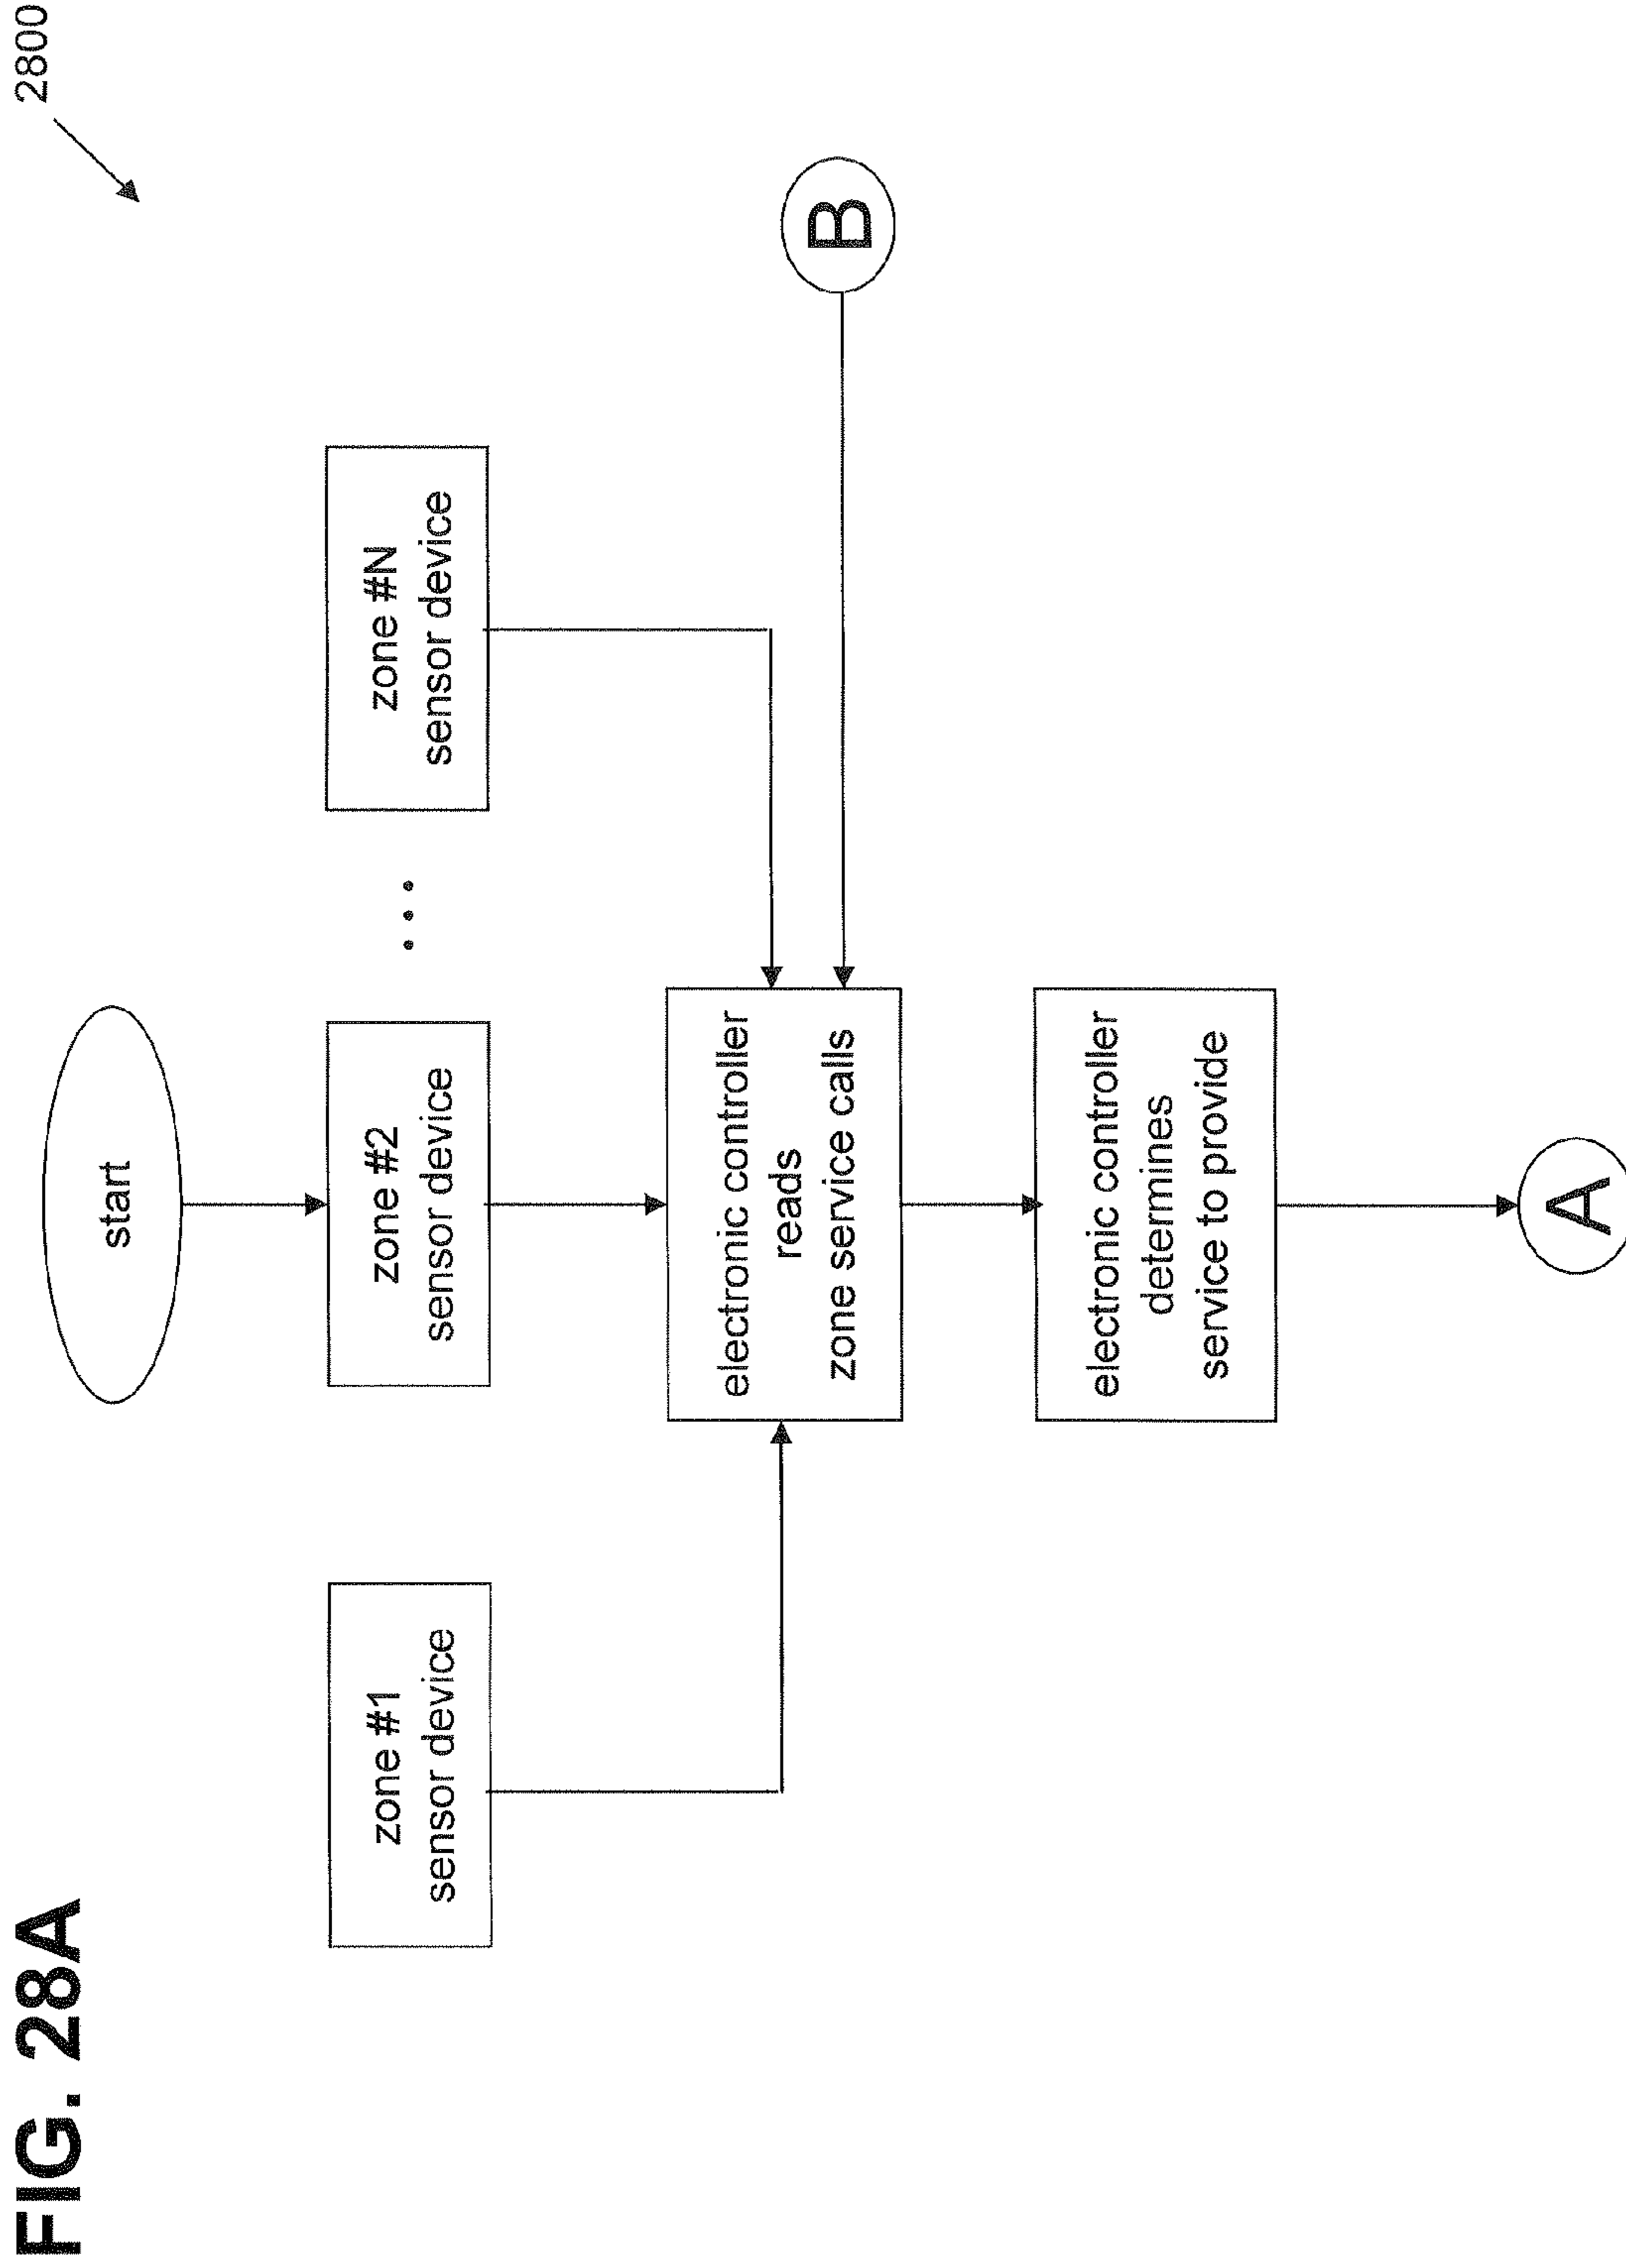 FIG. 28A
2800
start
zone #1
sensor device
zone #2
sensor device
...
zone #N
sensor device
electronic controller
reads
zone service calls
B
electronic controller
determines
service to provide
A